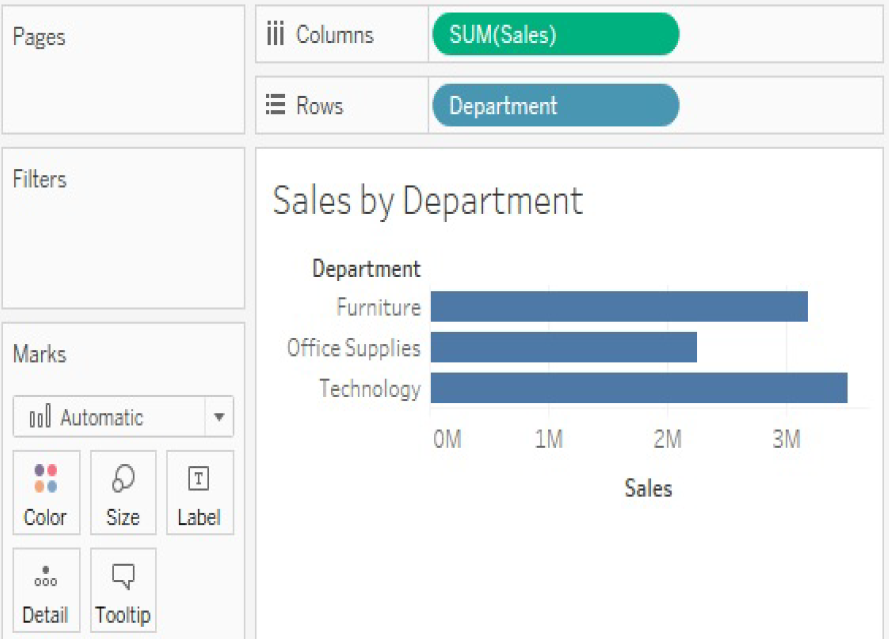 Pages
Columns
SUM(Sales)
Rows
Department
Filters
Sales by Department
Department
Furniture
Office Supplies
Technology
0M 1M 2M 3M
Sales
Marks
Automatic
Color Size T Label
Detail Tooltip